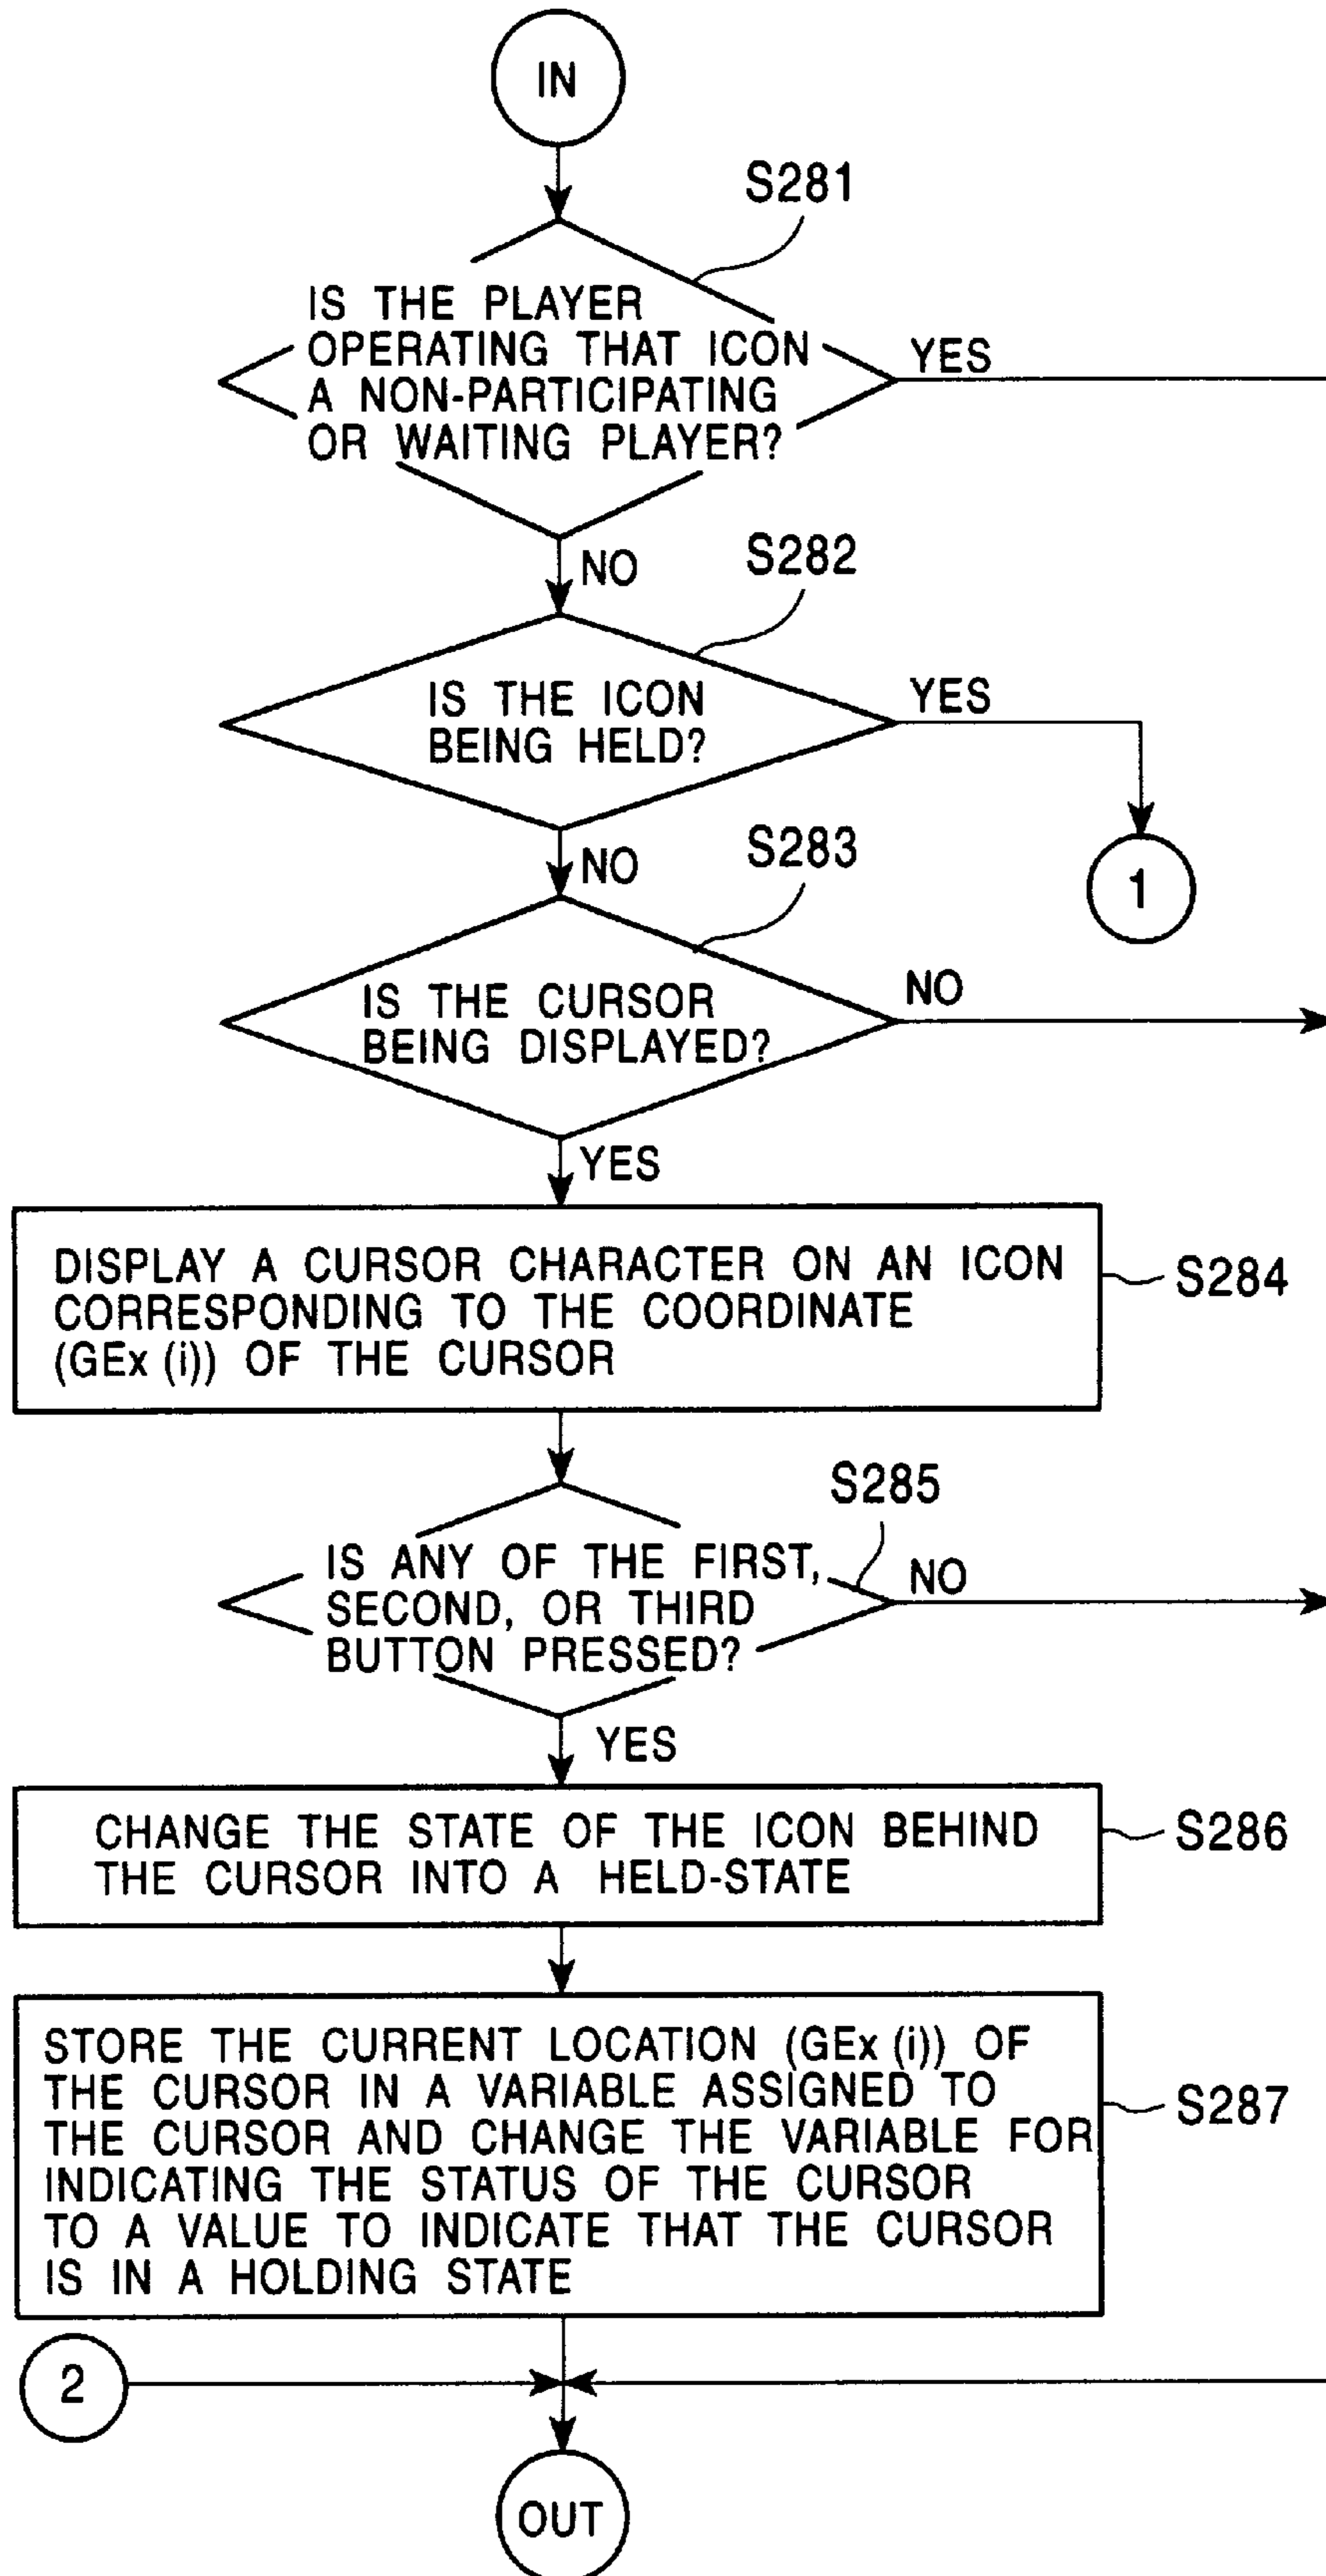 IN
S281
IS THE PLAYER
OPERATING THAT ICON
A NON-PARTICIPATING
OR WAITING PLAYER?
YES
NO
S282
IS THE ICON
BEING HELD?
YES
1
NO
S283
IS THE CURSOR
BEING DISPLAYED?
NO
YES
DISPLAY A CURSOR CHARACTER ON AN ICON
CORRESPONDING TO THE COORDINATE
(GEx (i)) OF THE CURSOR
S284
S285
IS ANY OF THE FIRST,
SECOND, OR THIRD
BUTTON PRESSED?
NO
YES
CHANGE THE STATE OF THE ICON BEHIND
THE CURSOR INTO A HELD-STATE
S286
STORE THE CURRENT LOCATION (GEx (i)) OF
THE CURSOR IN A VARIABLE ASSIGNED TO
THE CURSOR AND CHANGE THE VARIABLE FOR
INDICATING THE STATUS OF THE CURSOR
TO A VALUE TO INDICATE THAT THE CURSOR
IS IN A HOLDING STATE
S287
2
OUT